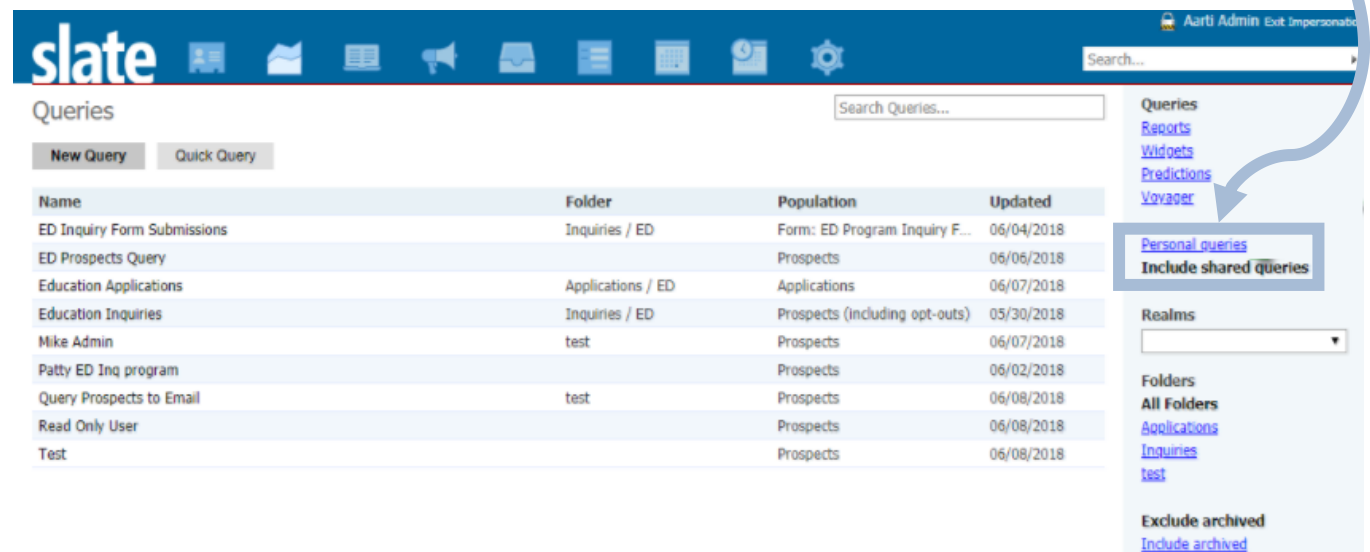 Aarti Admin Exit Impersonatio
slate
Search...
Queries
Search Queries...
New Query Quick Query
Name Folder Population Updated
ED Inquiry Form Submissions Inquiries / ED Form: ED Program Inquiry F... 06/04/2018
ED Prospects Query Prospects 06/06/2018
Education Applications Applications / ED Applications 06/07/2018
Education Inquiries Inquiries / ED Prospects (including opt-outs) 05/30/2018
Mike Admin test Prospects 06/07/2018
Patty ED Inq program Prospects 06/02/2018
Query Prospects to Email test Prospects 06/08/2018
Read Only User Prospects 06/08/2018
Test Prospects 06/08/2018
Queries
Reports
Widgets
Predictions
Voyager
Personal queries
Include shared queries
Realms
Folders
All Folders
Applications
Inquiries
test
Exclude archived
Include archived